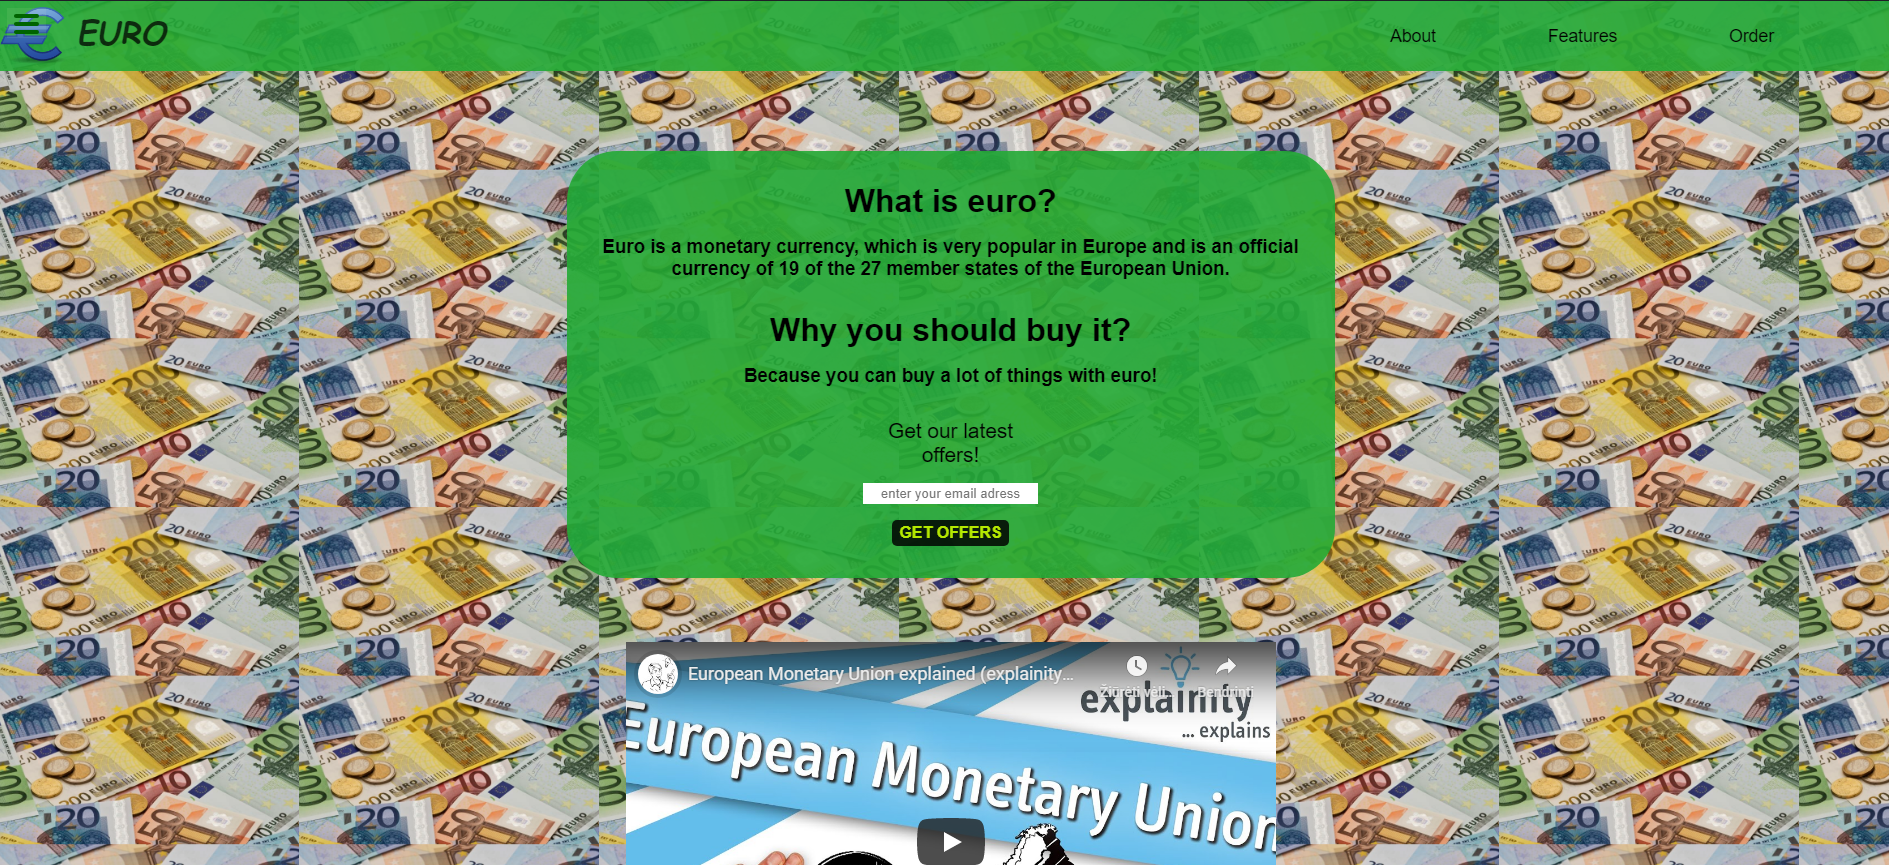 EURO
About
Features
Order
What is euro?
Euro is a monetary currency, which is very popular in Europe and is an official
currency of 19 of the 27 member states of the European Union.
Why you should buy it?
Because you can buy a lot of things with euro!
Get our latest
offers!
enter your email adress
GET OFFERS
European Monetary Union explained (explainity...
Žiūrėti vėli...
Bendrinti
explainity
... explains
European Monetary Union